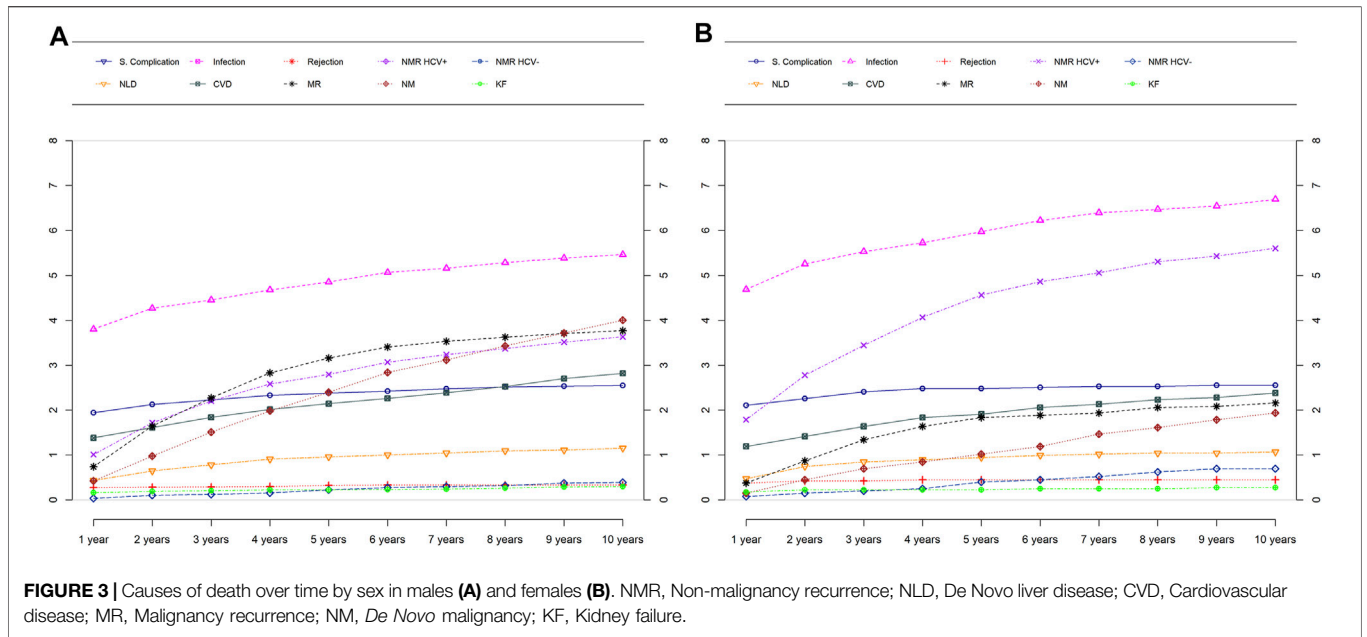 A
S. Complication Infection Rejection NMR HCV+ NMR HCV-
NLD CVD MR NM KF
8 8
7 7
6 6
5 5
4 4
3 3
2 2
1 1
0 0
1 year 2 years 3 years 4 years 5 years 6 years 7 years 8 years 9 years 10 years
B
S. Complication Infection Rejection NMR HCV+ NMR HCV-
NLD CVD MR NM KF
8 8
7 7
6 6
5 5
4 4
3 3
2 2
1 1
0 0
1 year 2 years 3 years 4 years 5 years 6 years 7 years 8 years 9 years 10 years
FIGURE 3 | Causes of death over time by sex in males (A) and females (B). NMR, Non-malignancy recurrence; NLD, De Novo liver disease; CVD, Cardiovascular
disease; MR, Malignancy recurrence; NM, De Novo malignancy; KF, Kidney failure.